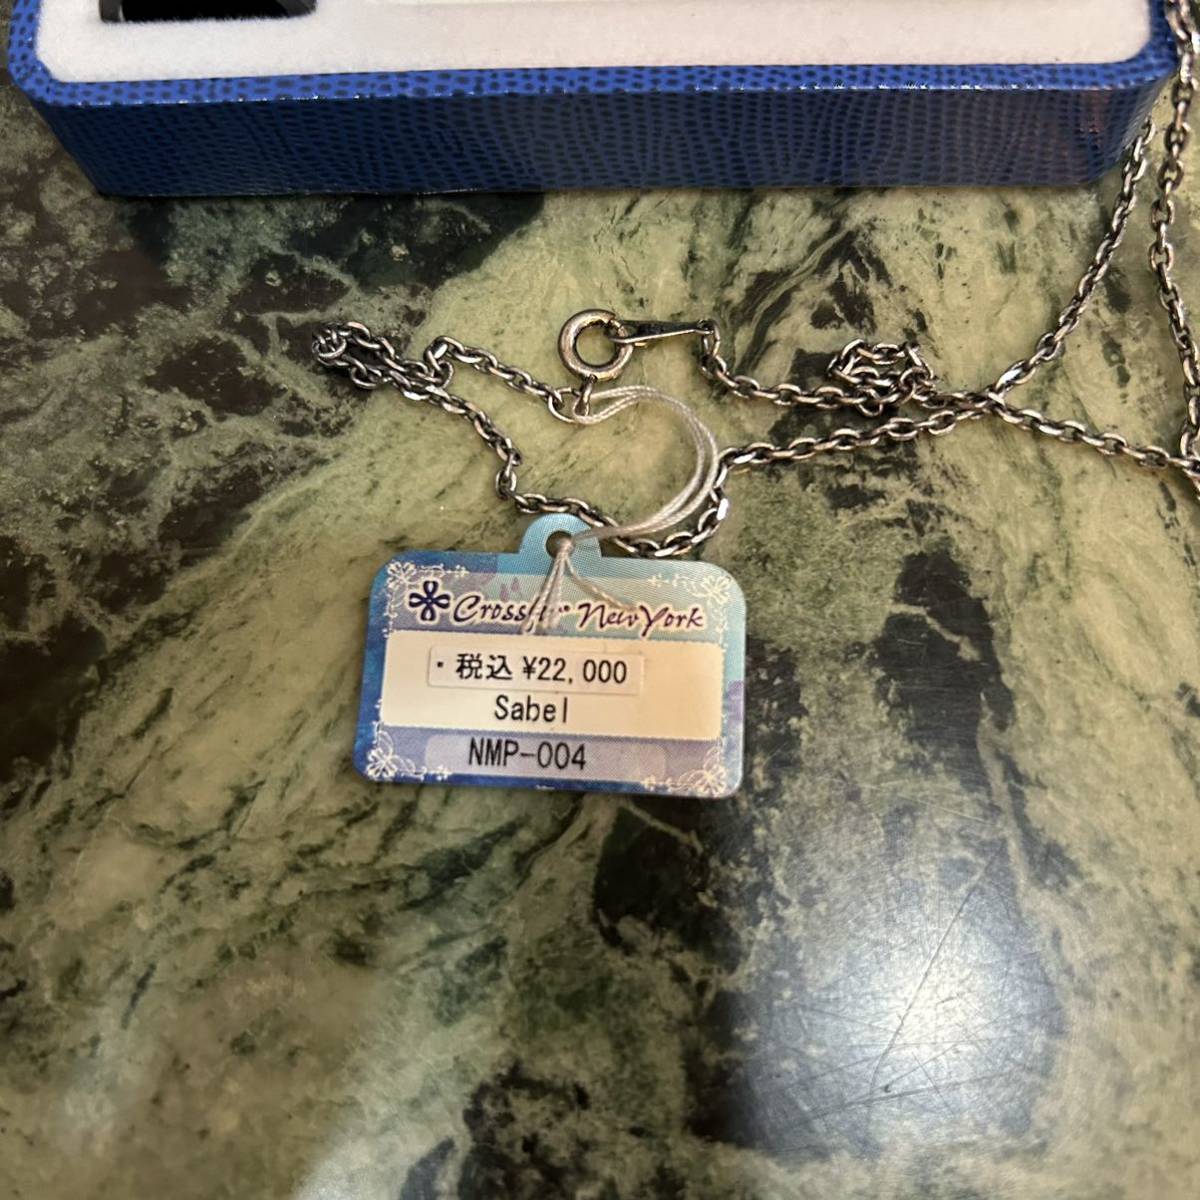 Crossfor New York
・税込 ¥22,000
Sabel
NMP-004